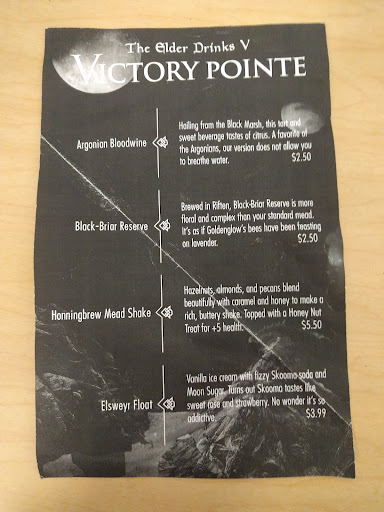 The Elder Drinks V
VICTORY POINTE
Argonian Bloodwine
Hailing from the Black Marsh, this tart and
sweet beverage tastes of citrus. A favorite of
the Argonians, our version does not allow you
to breathe water.
$2.50
Black-Briar Reserve
Brewed in Riften, Black-Briar Reserve is more
floral and complex than your standard mead.
It's as if Goldenglow's bees have been feasting
on lavender.
$2.50
Honningbrew Mead Shake
Hazelnuts, almonds, and pecans blend
beautifully with caramel and honey to make a
rich, buttery shake. Topped with a Honey Nut
Treat for +5 health.
$5.50
Elsweyr Float
Vanilla ice cream with fizzy Skooma soda and
Moon Sugar. Turns out Skooma tastes like
sweet rose and strawberry. No wonder it's so
addictive.
$3.99